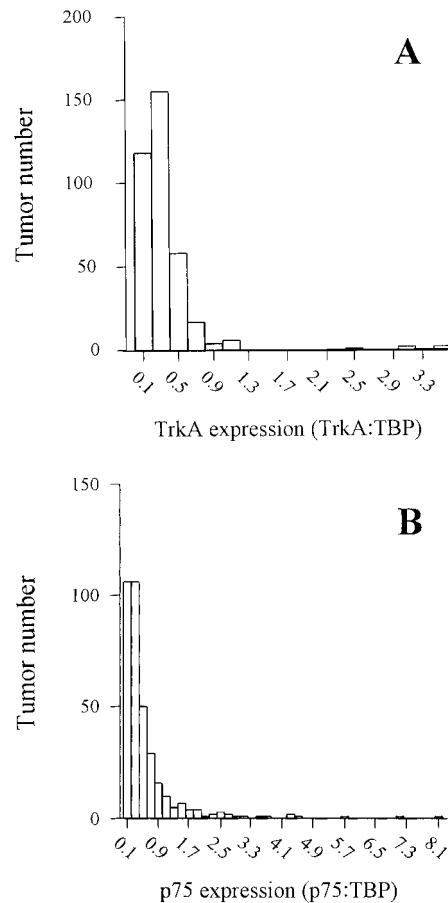 200
A
150
Tumor number
100
50
0
0.1 0.5 0.9 1.3 1.7 2.1 2.5 2.9 3.3
TrkA expression (TrkA:TBP)
150
B
100
Tumor number
50
0
0.1 0.9 1.7 2.5 3.3 4.1 4.9 5.7 6.5 7.3 8.1
p75 expression (p75:TBP)